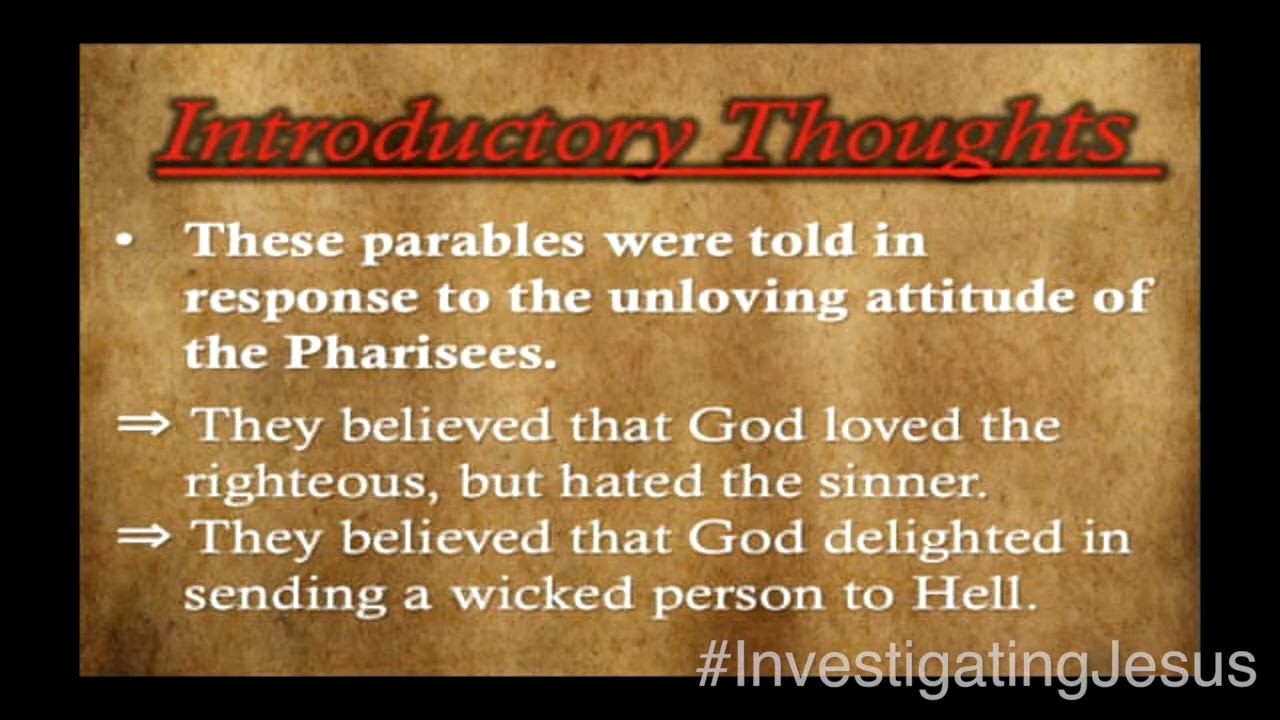 Introductory Thoughts
• These parables were told in
response to the unloving attitude of
the Pharisees.
⇒ They believed that God loved the
righteous, but hated the sinner.
⇒ They believed that God delighted in
sending a wicked person to Hell.
#InvestigatingJesus